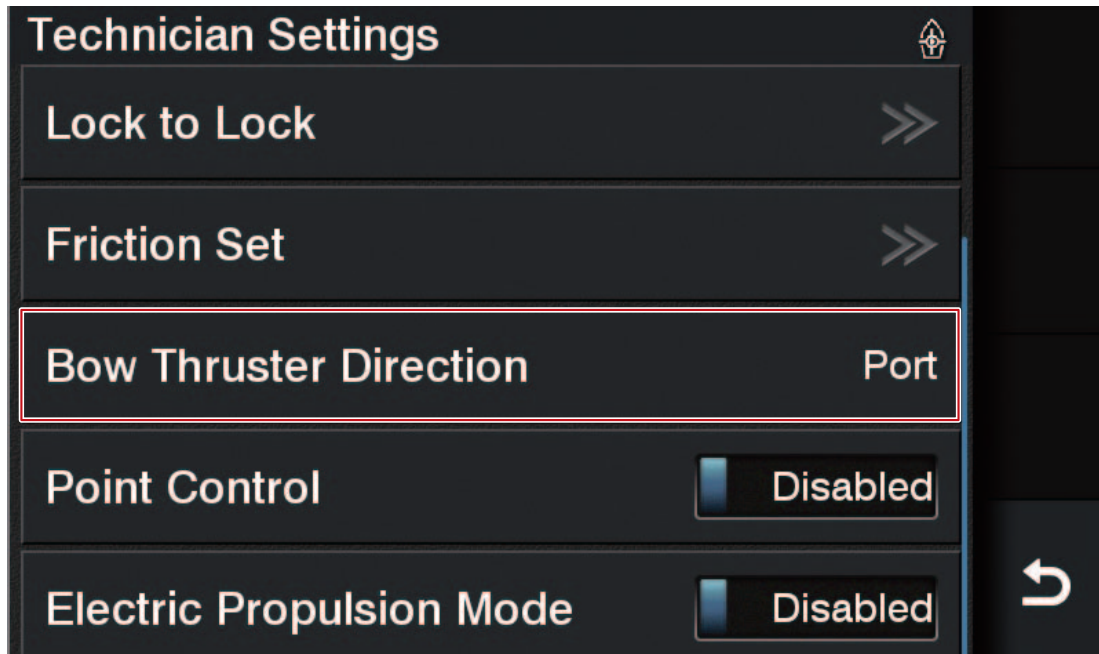 Technician Settings
Lock to Lock
Friction Set
Bow Thruster Direction Port
Point Control Disabled
Electric Propulsion Mode Disabled